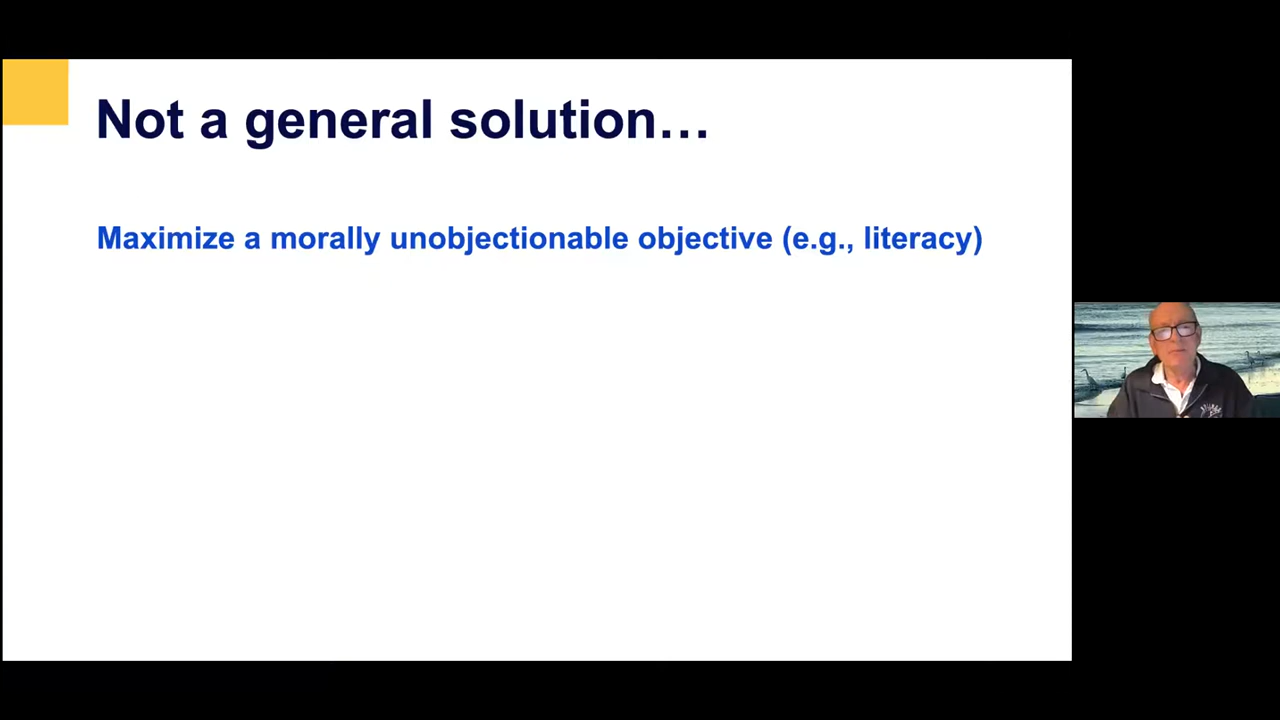 Not a general solution…
Maximize a morally unobjectionable objective (e.g., literacy)